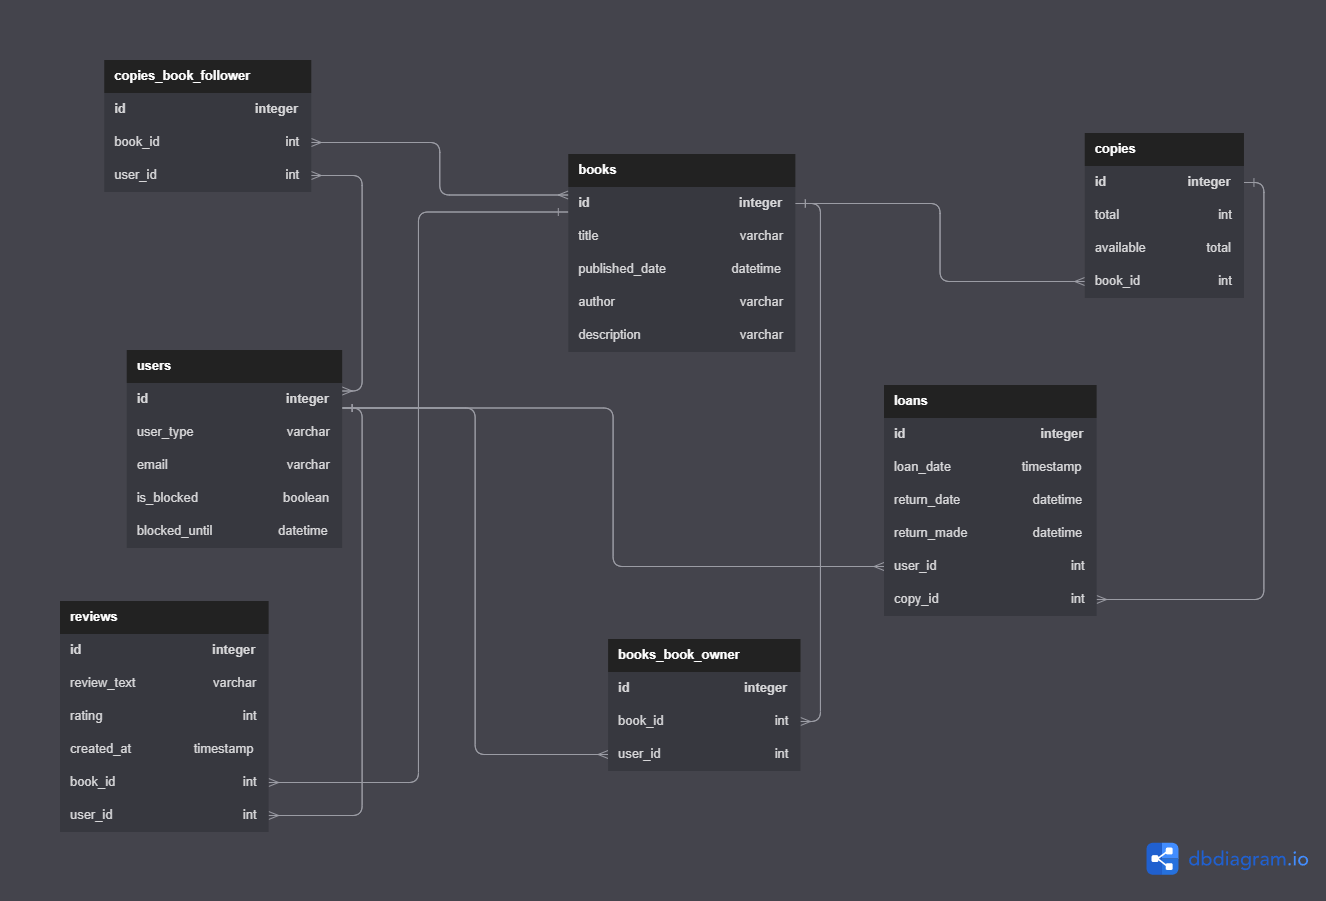 copies_book_follower
id integer
book_id int
user_id int
books
id integer
title varchar
published_date datetime
author varchar
description varchar
copies
id integer
total int
available total
book_id int
users
id integer
user_type varchar
email varchar
is_blocked boolean
blocked_until datetime
loans
id integer
loan_date timestamp
return_date datetime
return_made datetime
user_id int
copy_id int
reviews
id integer
review_text varchar
rating int
created_at timestamp
book_id int
user_id int
books_book_owner
id integer
book_id int
user_id int
dbdiagram.io